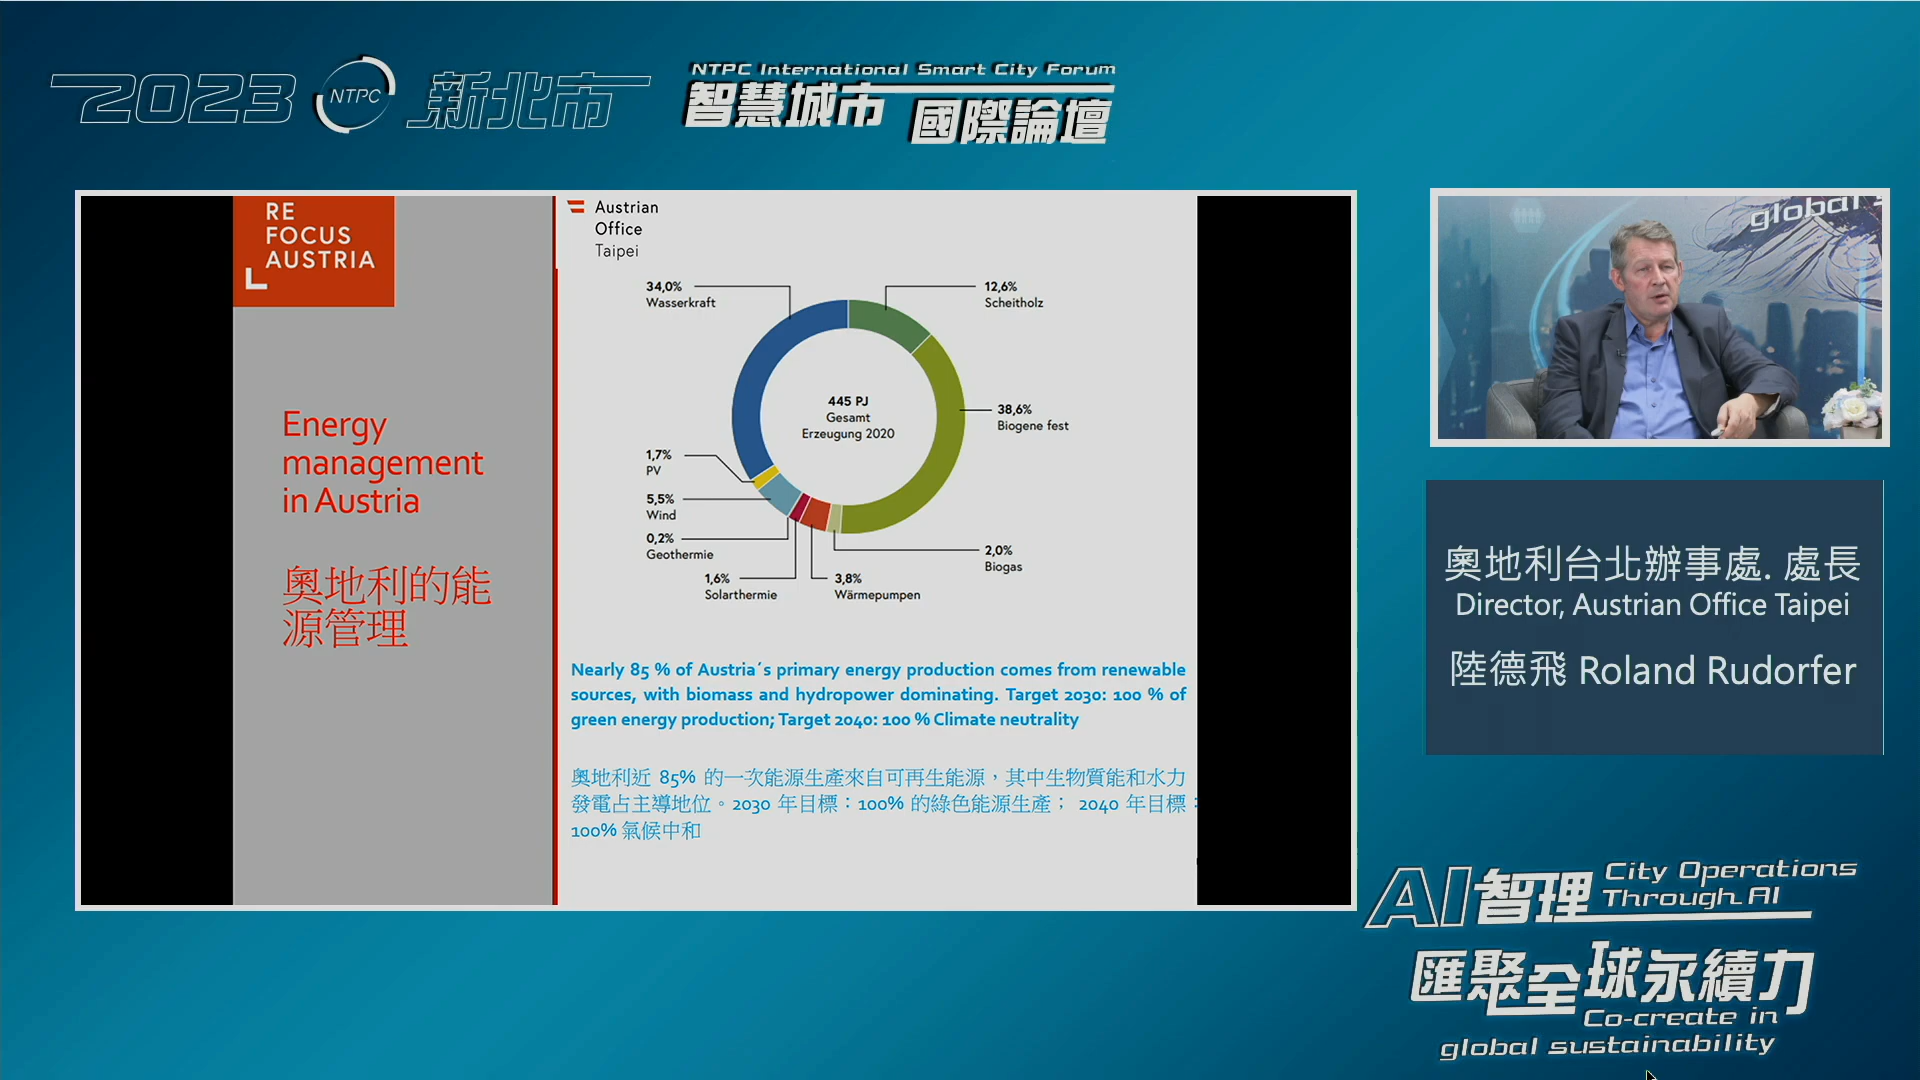 2023 NTPC 新北市
NTPC International Smart City Forum
智慧城市 國際論壇
RE
FOCUS
AUSTRIA
Energy
management
in Austria
奧地利的能
源管理
Austrian
Office
Taipei
34,0%
Wasserkraft
12,6%
Scheitholz
445 PJ
Gesamt
Erzeugung 2020
38,6%
Biogene fest
1,7%
PV
5,5%
Wind
0,2%
Geothermie
1,6%
Solarthermie
3,8%
Wärmepumpen
2,0%
Biogas
Nearly 85 % of Austria´s primary energy production comes from renewable
sources, with biomass and hydropower dominating. Target 2030: 100 % of
green energy production; Target 2040: 100 % Climate neutrality
奧地利近 85% 的一次能源生產來自可再生能源，其中生物質能和水力
發電占主導地位。2030 年目標：100% 的綠色能源生產； 2040 年目標：
100% 氣候中和
global
奧地利台北辦事處. 處長
Director, Austrian Office Taipei
陸德飛 Roland Rudorfer
AI智理 City Operations
Through AI
匯聚全球永續力
Co-create in
global sustainability